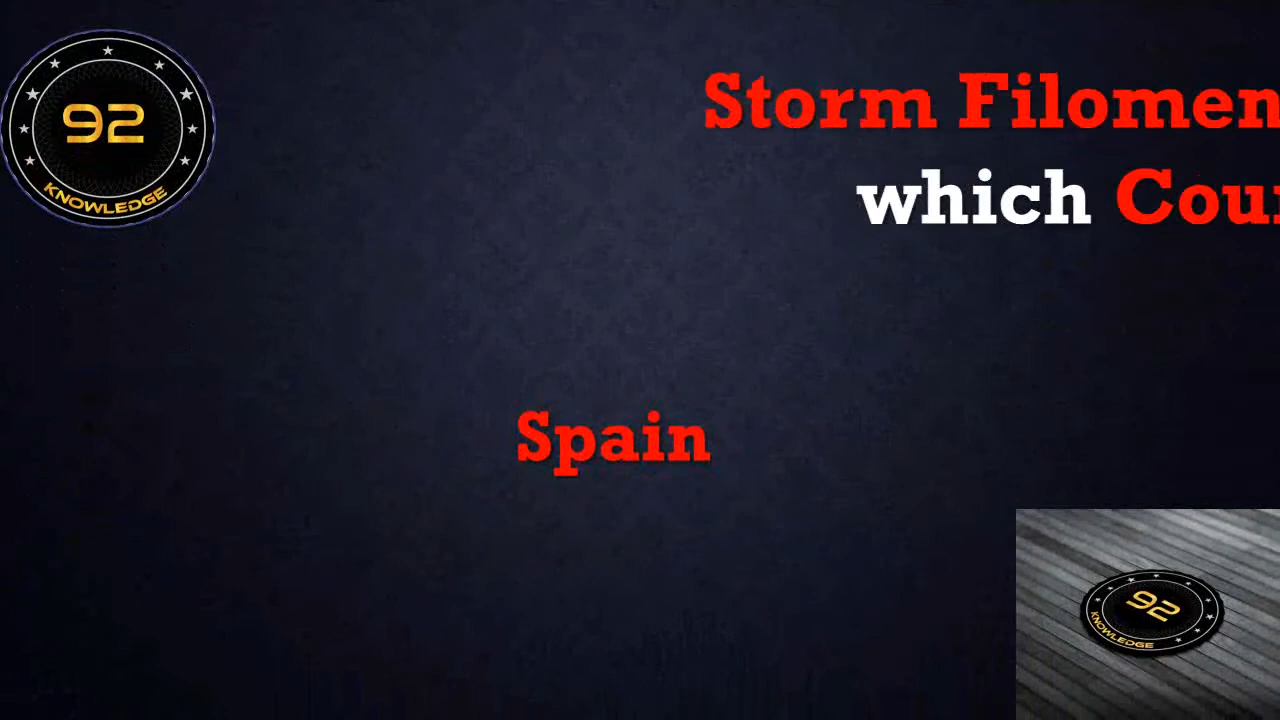 92
KNOWLEDGE
Storm Filomen
which Cou
Spain
92
KNOWLEDGE